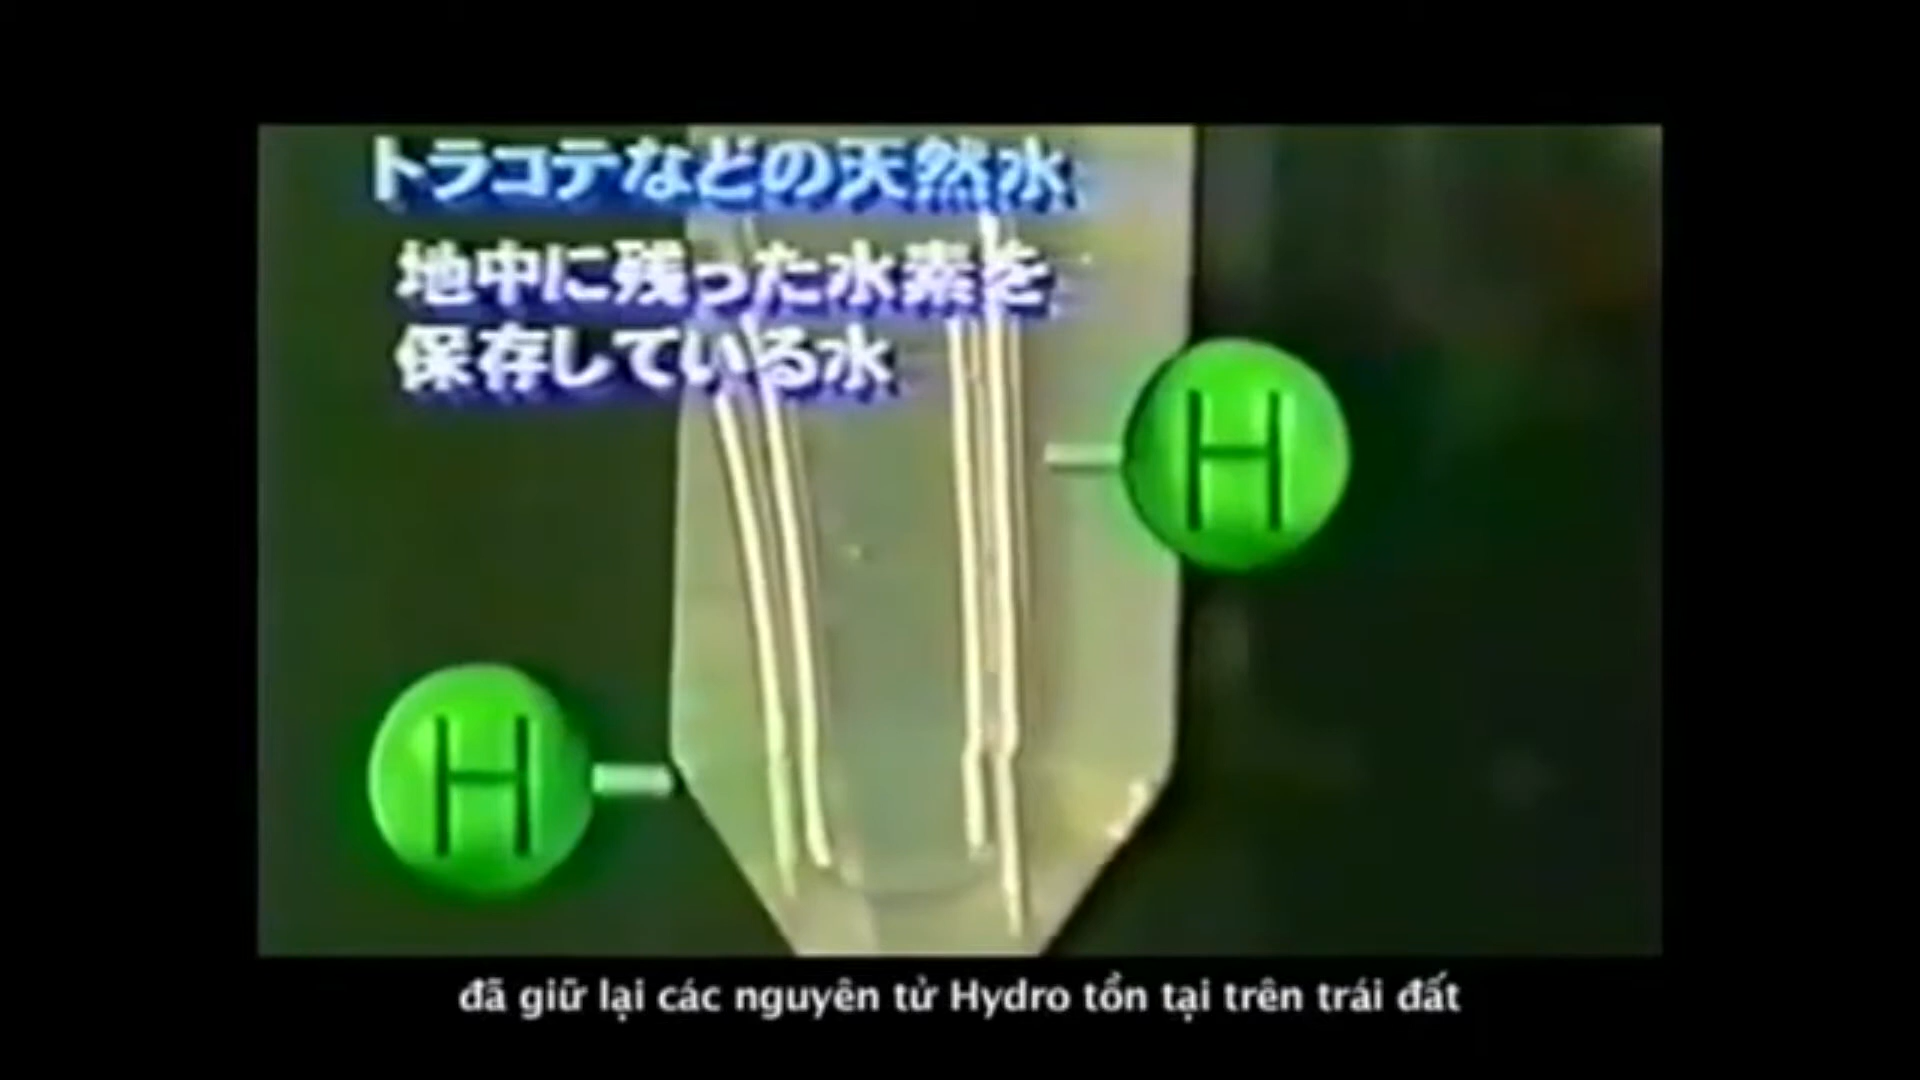 トラコテなどの天然水
地中に残った水素を
保存している水
H
H
đã giữ lại các nguyên tử Hydro tồn tại trên trái đất